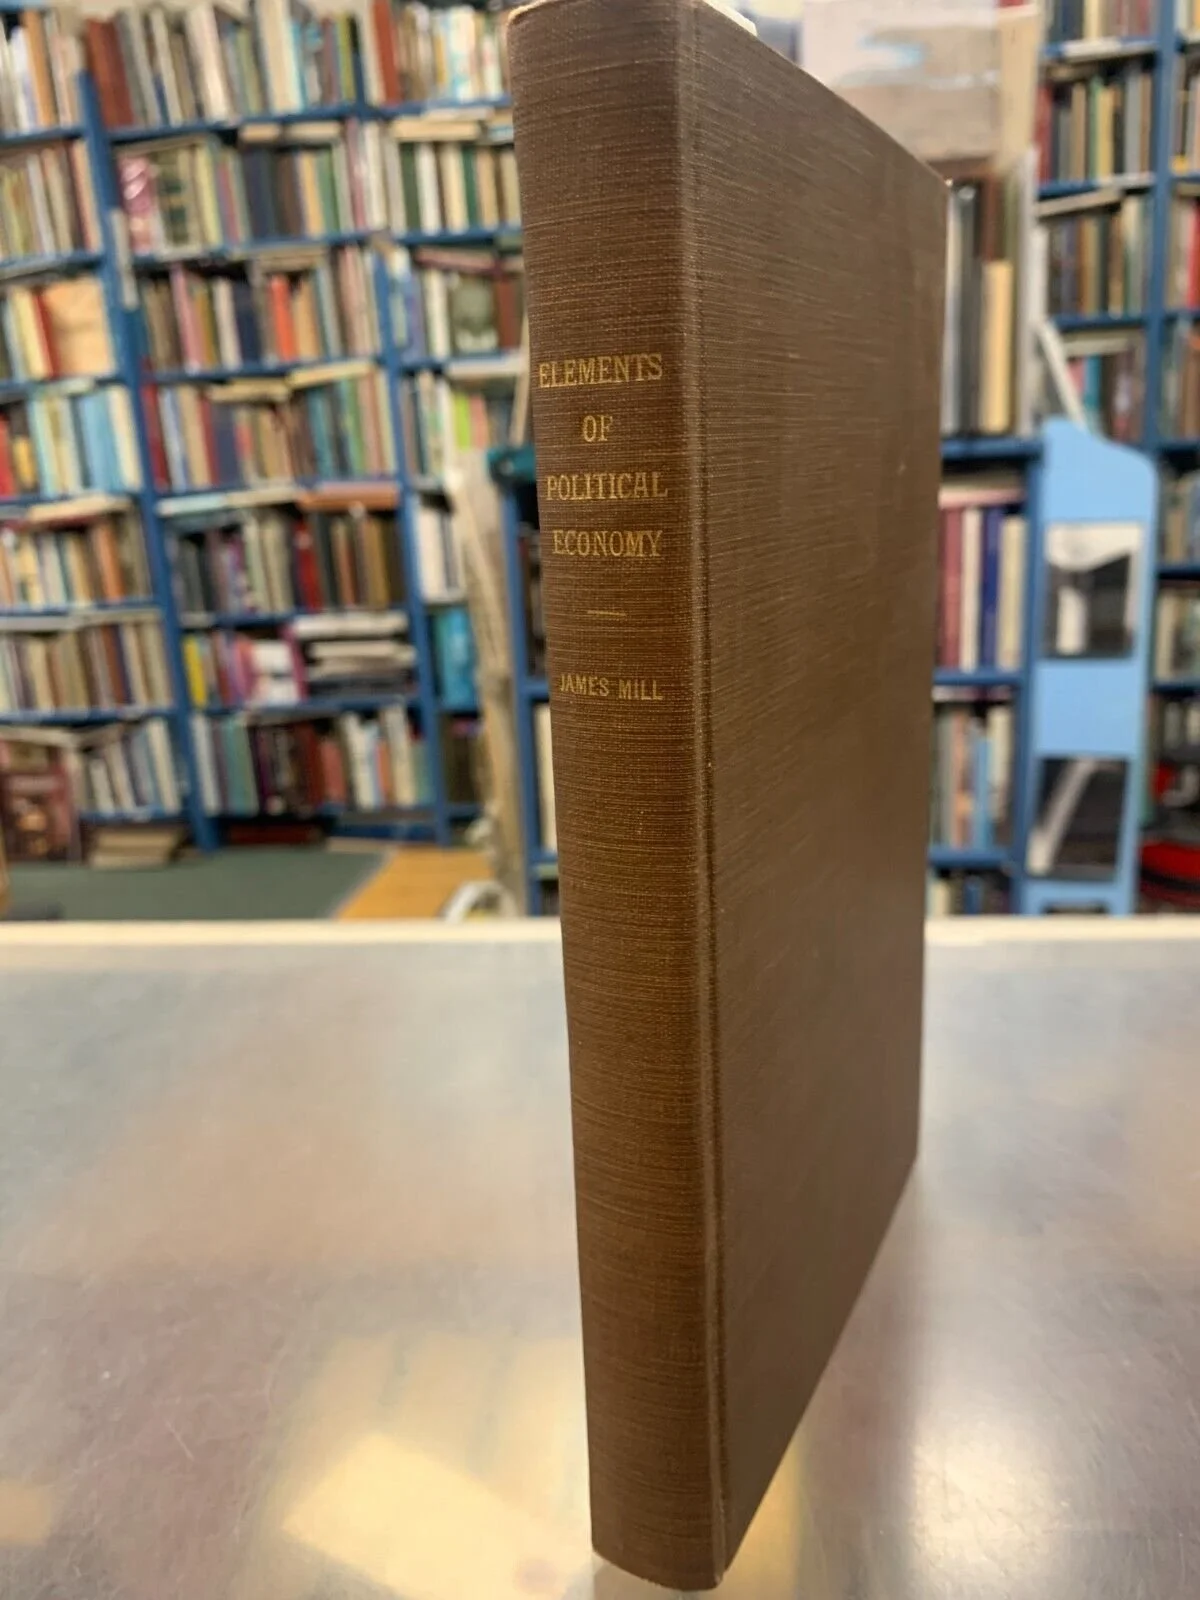 ELEMENTS
OF
POLITICAL
ECONOMY
JAMES MILL